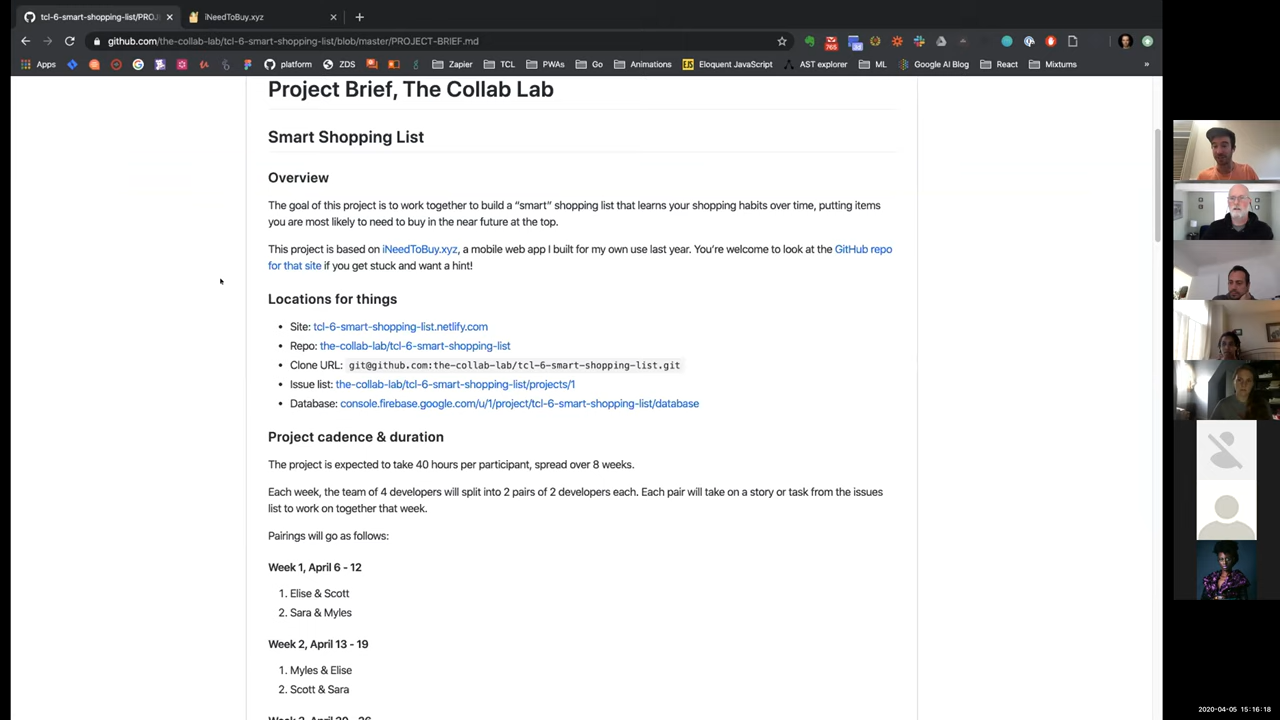 tcl-6-smart-shopping-list/PROJ
iNeedToBuy.xyz
github.com/the-collab-lab/tcl-6-smart-shopping-list/blob/master/PROJECT-BRIEF.md
Apps
platform
ZDS
Zapier
TCL
PWAs
Go
Animations
Eloquent JavaScript
AST explorer
ML
Google AI Blog
React
Mixtums
»
Project Brief, The Collab Lab
Smart Shopping List
Overview
The goal of this project is to work together to build a “smart” shopping list that learns your shopping habits over time, putting items
you are most likely to need to buy in the near future at the top.
This project is based on iNeedToBuy.xyz, a mobile web app I built for my own use last year. You’re welcome to look at the GitHub repo
for that site if you get stuck and want a hint!
Locations for things
• Site: tcl-6-smart-shopping-list.netlify.com
• Repo: the-collab-lab/tcl-6-smart-shopping-list
• Clone URL: git@github.com:the-collab-lab/tcl-6-smart-shopping-list.git
• Issue list: the-collab-lab/tcl-6-smart-shopping-list/projects/1
• Database: console.firebase.google.com/u/1/project/tcl-6-smart-shopping-list/database
Project cadence & duration
The project is expected to take 40 hours per participant, spread over 8 weeks.
Each week, the team of 4 developers will split into 2 pairs of 2 developers each. Each pair will take on a story or task from the issues
list to work on together that week.
Pairings will go as follows:
Week 1, April 6 - 12
1. Elise & Scott
2. Sara & Myles
Week 2, April 13 - 19
1. Myles & Elise
2. Scott & Sara
Week 3, April 20 - 26
2020-04-05 15:16:18